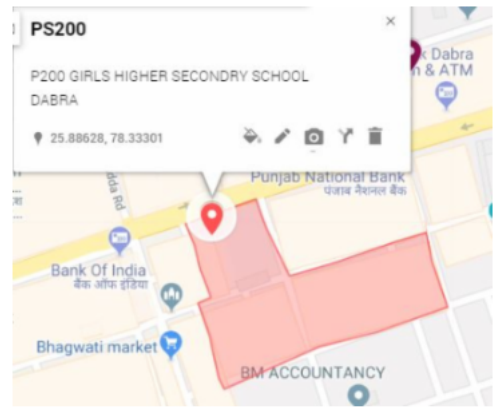 PS200
P200 GIRLS HIGHER SECONDRY SCHOOL
DABRA
25.88628, 78.33301
Dabra
& ATM
Punjab National Bank
पंजाब नैशनल बैंक
Rd
Bank Of India
बैंक ऑफ इंडिया
Bhagwati market
BM ACCOUNTANCY